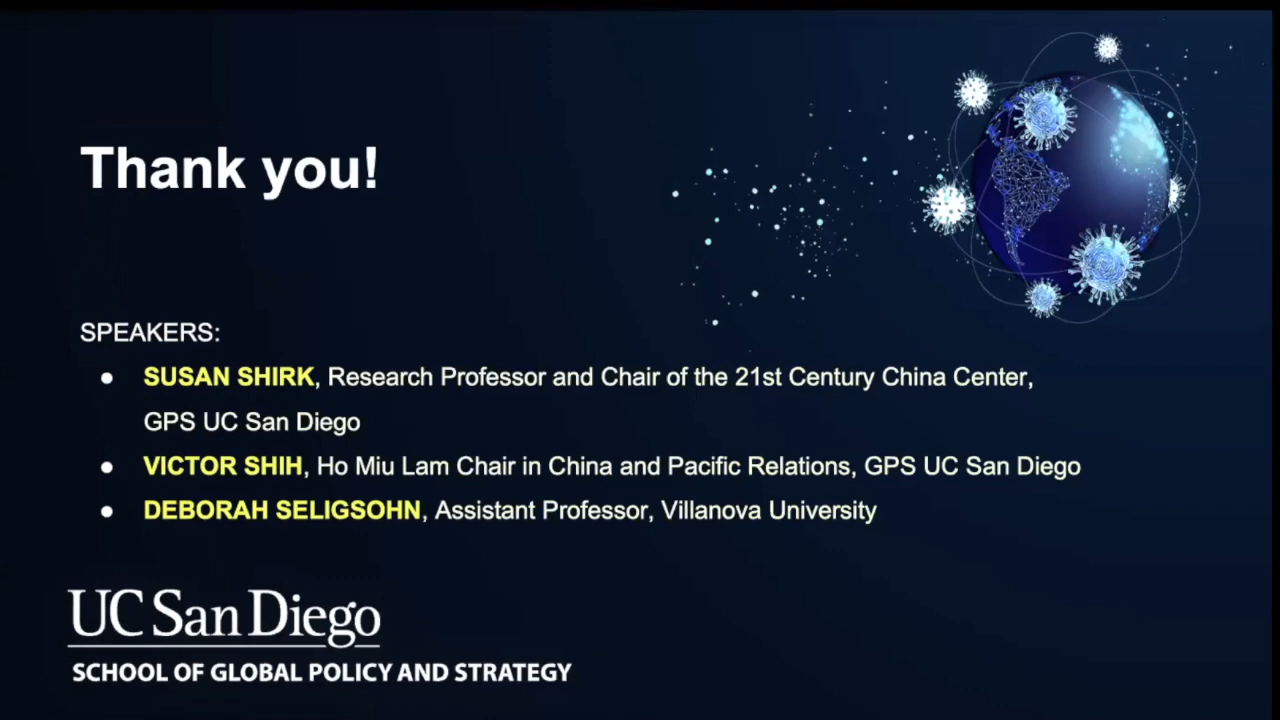 Thank you!
SPEAKERS:
● SUSAN SHIRK, Research Professor and Chair of the 21st Century China Center,
GPS UC San Diego
● VICTOR SHIH, Ho Miu Lam Chair in China and Pacific Relations, GPS UC San Diego
● DEBORAH SELIGSOHN, Assistant Professor, Villanova University
UC San Diego
SCHOOL OF GLOBAL POLICY AND STRATEGY